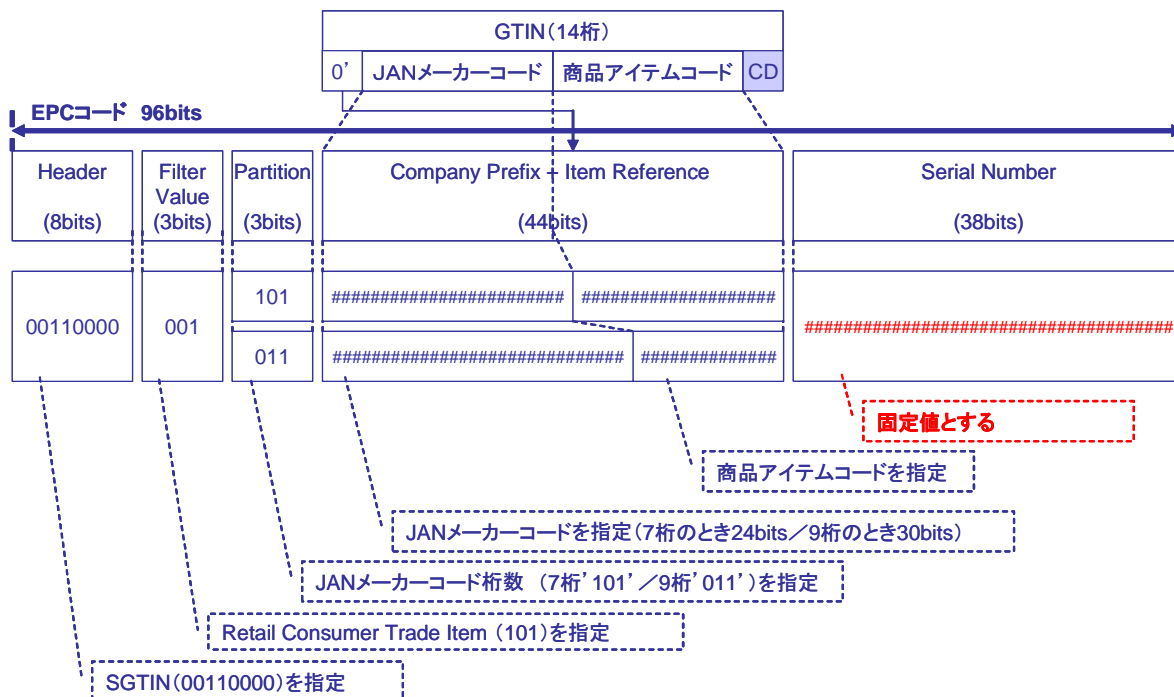 GTIN(14桁)
0' JANメーカーコード 商品アイテムコード CD
EPCコード 96bits
Header Filter Value Partition Company Prefix + Item Reference Serial Number
(8bits) (3bits) (3bits) (44bits) (38bits)
00110000 001 101 ######################## ####################
011 ############################## ##############
######################################
固定値とする
商品アイテムコードを指定
JANメーカーコードを指定(7桁のとき24bits/9桁のとき30bits)
JANメーカーコード桁数 (7桁'101'/9桁'011')を指定
Retail Consumer Trade Item (101)を指定
SGTIN(00110000)を指定